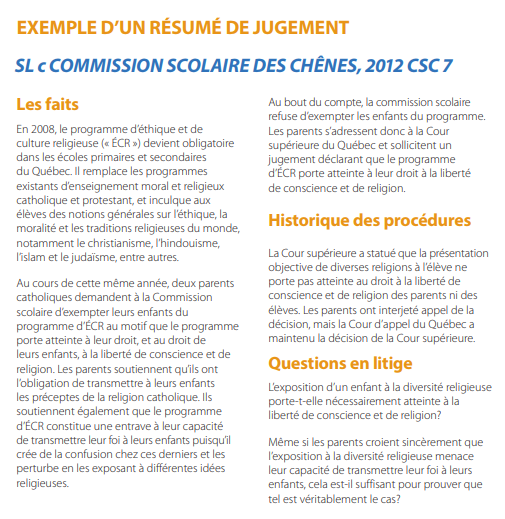 EXEMPLE D'UN RÉSUMÉ DE JUGEMENT
SL c COMMISSION SCOLAIRE DES CHÊNES, 2012 CSC 7
Les faits
En 2008, le programme d'éthique et de
culture religieuse (« ÉCR ») devient obligatoire
dans les écoles primaires et secondaires
du Québec. Il remplace les programmes
existants d'enseignement moral et religieux
catholique et protestant, et inculque aux
élèves des notions générales sur l'éthique, la
moralité et les traditions religieuses du monde,
notamment le christianisme, l'hindouisme,
l'islam et le judaïsme, entre autres.
Au cours de cette même année, deux parents
catholiques demandent à la Commission
scolaire d'exempter leurs enfants du
programme d'ÉCR au motif que le programme
porte atteinte à leur droit, et au droit de
leurs enfants, à la liberté de conscience et de
religion. Les parents soutiennent qu'ils ont
l'obligation de transmettre à leurs enfants
les préceptes de la religion catholique. Ils
soutiennent également que le programme
d'ÉCR constitue une entrave à leur capacité
de transmettre leur foi à leurs enfants puisqu'il
crée de la confusion chez ces derniers et les
perturbe en les exposant à différentes idées
religieuses.
Au bout du compte, la commission scolaire
refuse d'exempter les enfants du programme.
Les parents s'adressent donc à la Cour
supérieure du Québec et sollicitent un
jugement déclarant que le programme
d'ÉCR porte atteinte à leur droit à la liberté
de conscience et de religion.
Historique des procédures
La Cour supérieure a statué que la présentation
objective de diverses religions à l'élève ne
porte pas atteinte au droit à la liberté de
conscience et de religion des parents ni des
élèves. Les parents ont interjeté appel de la
décision, mais la Cour d'appel du Québec a
maintenu la décision de la Cour supérieure.
Questions en litige
L'exposition d'un enfant à la diversité religieuse
porte-t-elle nécessairement atteinte à la
liberté de conscience et de religion?
Même si les parents croient sincèrement que
l'exposition à la diversité religieuse menace
leur capacité de transmettre leur foi à leurs
enfants, cela est-il suffisant pour prouver que
tel est véritablement le cas?